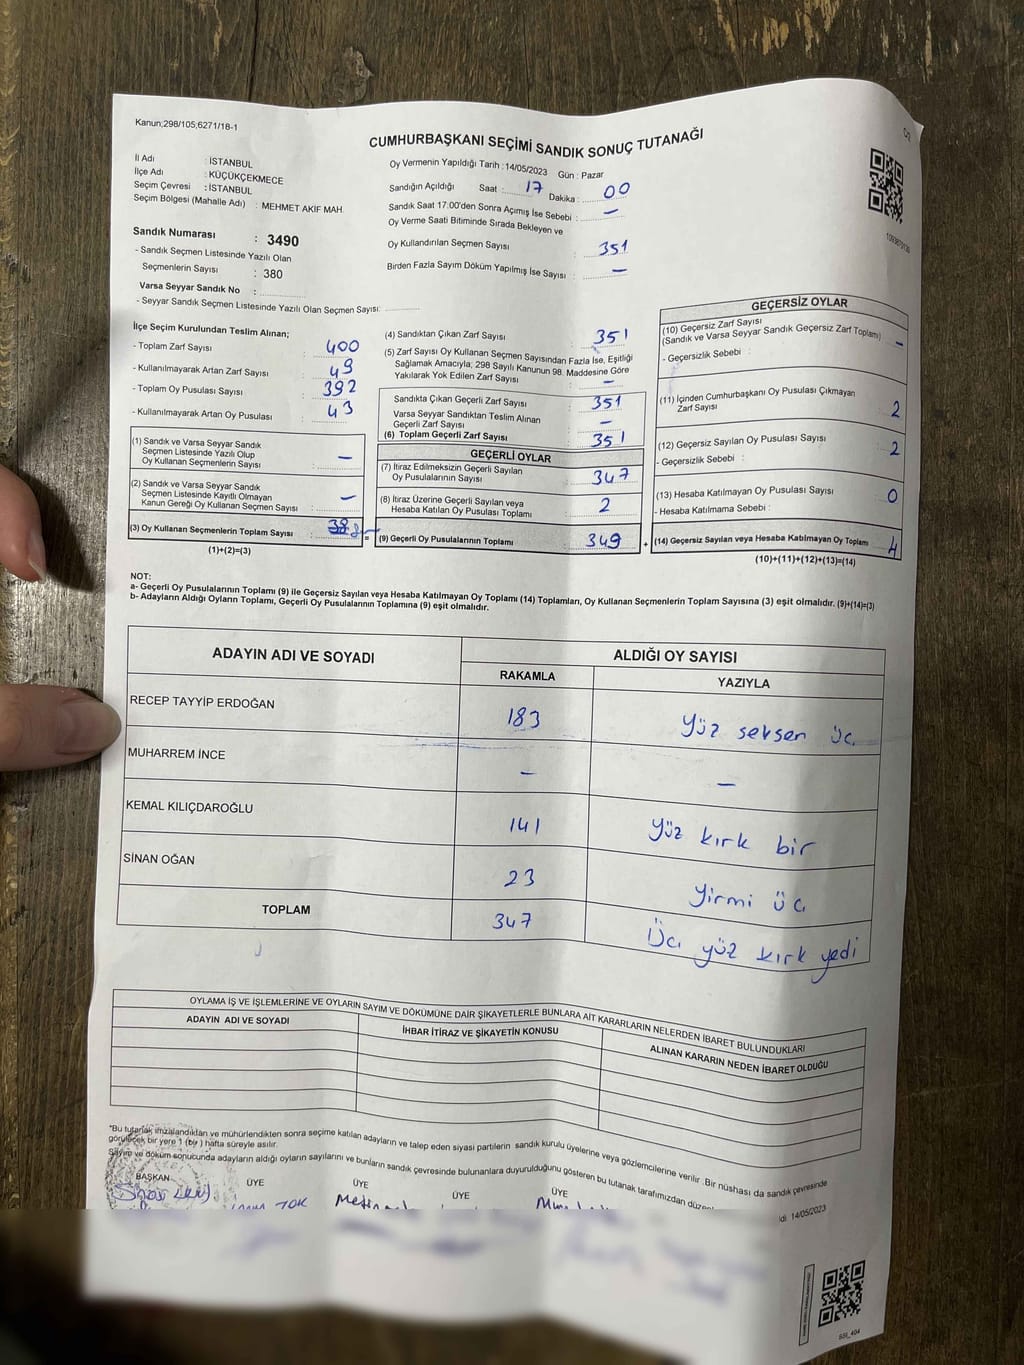 Kanun;298/105;6271/18-1
CUMHURBAŞKANI SEÇİMİ SANDIK SONUÇ TUTANAĞI
İl Adı : İSTANBUL
İlçe Adı : KÜÇÜKÇEKMECE
Seçim Çevresi : İSTANBUL
Seçim Bölgesi (Mahalle Adı) : MEHMET AKİF MAH.
Sandık Numarası : 3490
- Sandık Seçmen Listesinde Yazılı Olan
Seçmenlerin Sayısı : 380
Varsa Seyyar Sandık No :
- Seyyar Sandık Seçmen Listesinde Yazılı Olan Seçmen Sayısı:
Oy Vermenin Yapıldığı Tarih : 14/05/2023 Gün : Pazar
Sandığın Açıldığı Saat : 17 Dakika : 00
Sandık Saat 17:00'den Sonra Açımış İse Sebebi : —
Oy Verme Saati Bitiminde Sırada Bekleyen ve
Oy Kullandırılan Seçmen Sayısı : 351
Birden Fazla Sayım Döküm Yapılmış İse Sayısı : —
İlçe Seçim Kurulundan Teslim Alınan;
- Toplam Zarf Sayısı : 400
- Kullanılmayarak Artan Zarf Sayısı : 49
- Toplam Oy Pusulası Sayısı : 392
- Kullanılmayarak Artan Oy Pusulası : 43
(1) Sandık ve Varsa Seyyar Sandık
Seçmen Listesinde Yazılı Olup
Oy Kullanan Seçmenlerin Sayısı : —
(2) Sandık ve Varsa Seyyar Sandık
Seçmen Listesinde Kayıtlı Olmayan
Kanun Gereği Oy Kullanan Seçmen Sayısı : —
(3) Oy Kullanan Seçmenlerin Toplam Sayısı :
(1)+(2)=(3)
(4) Sandıktan Çıkan Zarf Sayısı : 351
(5) Zarf Sayısı Oy Kullanan Seçmen Sayısından Fazla İse, Eşitliği
Sağlamak Amacıyla; 298 Sayılı Kanunun 98. Maddesine Göre
Yakılarak Yok Edilen Zarf Sayısı : —
Sandıkta Çıkan Geçerli Zarf Sayısı : 351
Varsa Seyyar Sandıktan Teslim Alınan
Geçerli Zarf Sayısı : —
(6) Toplam Geçerli Zarf Sayısı : 351
GEÇERLİ OYLAR
(7) İtiraz Edilmeksizin Geçerli Sayılan
Oy Pusulalarının Sayısı : 347
(8) İtiraz Üzerine Geçerli Sayılan veya
Hesaba Katılan Oy Pusulası Toplamı : 2
= (9) Geçerli Oy Pusulalarının Toplamı : 349
GEÇERSİZ OYLAR
(10) Geçersiz Zarf Sayısı
(Sandık ve Varsa Seyyar Sandık Geçersiz Zarf Toplamı) —
- Geçersizlik Sebebi :
(11) İçinden Cumhurbaşkanı Oy Pusulası Çıkmayan
Zarf Sayısı 2
(12) Geçersiz Sayılan Oy Pusulası Sayısı 2
- Geçersizlik Sebebi :
(13) Hesaba Katılmayan Oy Pusulası Sayısı 0
- Hesaba Katılmama Sebebi :
+ (14) Geçersiz Sayılan veya Hesaba Katılmayan Oy Toplamı 4
(10)+(11)+(12)+(13)=(14)
NOT:
a- Geçerli Oy Pusulalarının Toplamı (9) ile Geçersiz Sayılan veya Hesaba Katılmayan Oy Toplamı (14) Toplamları, Oy Kullanan Seçmenlerin Toplam Sayısına (3) eşit olmalıdır. (9)+(14)=(3)
b- Adayların Aldığı Oyların Toplamı, Geçerli Oy Pusulalarının Toplamına (9) eşit olmalıdır.
ADAYIN ADI VE SOYADI ALDIĞI OY SAYISI
RAKAMLA YAZIYLA
RECEP TAYYİP ERDOĞAN 183 Yüz seksen üç
MUHARREM İNCE — —
KEMAL KILIÇDAROĞLU 141 Yüz kırk bir
SİNAN OĞAN 23 Yirmi üç
TOPLAM 347 Üç yüz kırk yedi
OYLAMA İŞ VE İŞLEMLERİNE VE OYLARIN SAYIM VE DÖKÜMÜNE DAİR ŞİKAYETLERLE BUNLARA AİT KARARLARIN NELERDEN İBARET BULUNDUKLARI
ADAYIN ADI VE SOYADI İHBAR İTİRAZ VE ŞİKAYETİN KONUSU ALINAN KARARIN NEDEN İBARET OLDUĞU
*Bu tutanak imzalandıktan ve mühürlendikten sonra seçime katılan adayların ve talep eden siyasi partilerin sandık kurulu üyelerine veya gözlemcilerine verilir .Bir nüshası da sandık çevresinde
görülecek bir yere 1 (bir ) hafta süreyle asılır.
Sayım ve döküm sonucunda adayların aldığı oyların sayılarını ve bunların sandık çevresinde bulunanlara duyurulduğunu gösteren bu tutanak tarafımızdan 14/05/2023
BAŞKAN ÜYE ÜYE ÜYE ÜYE
SSİ_404